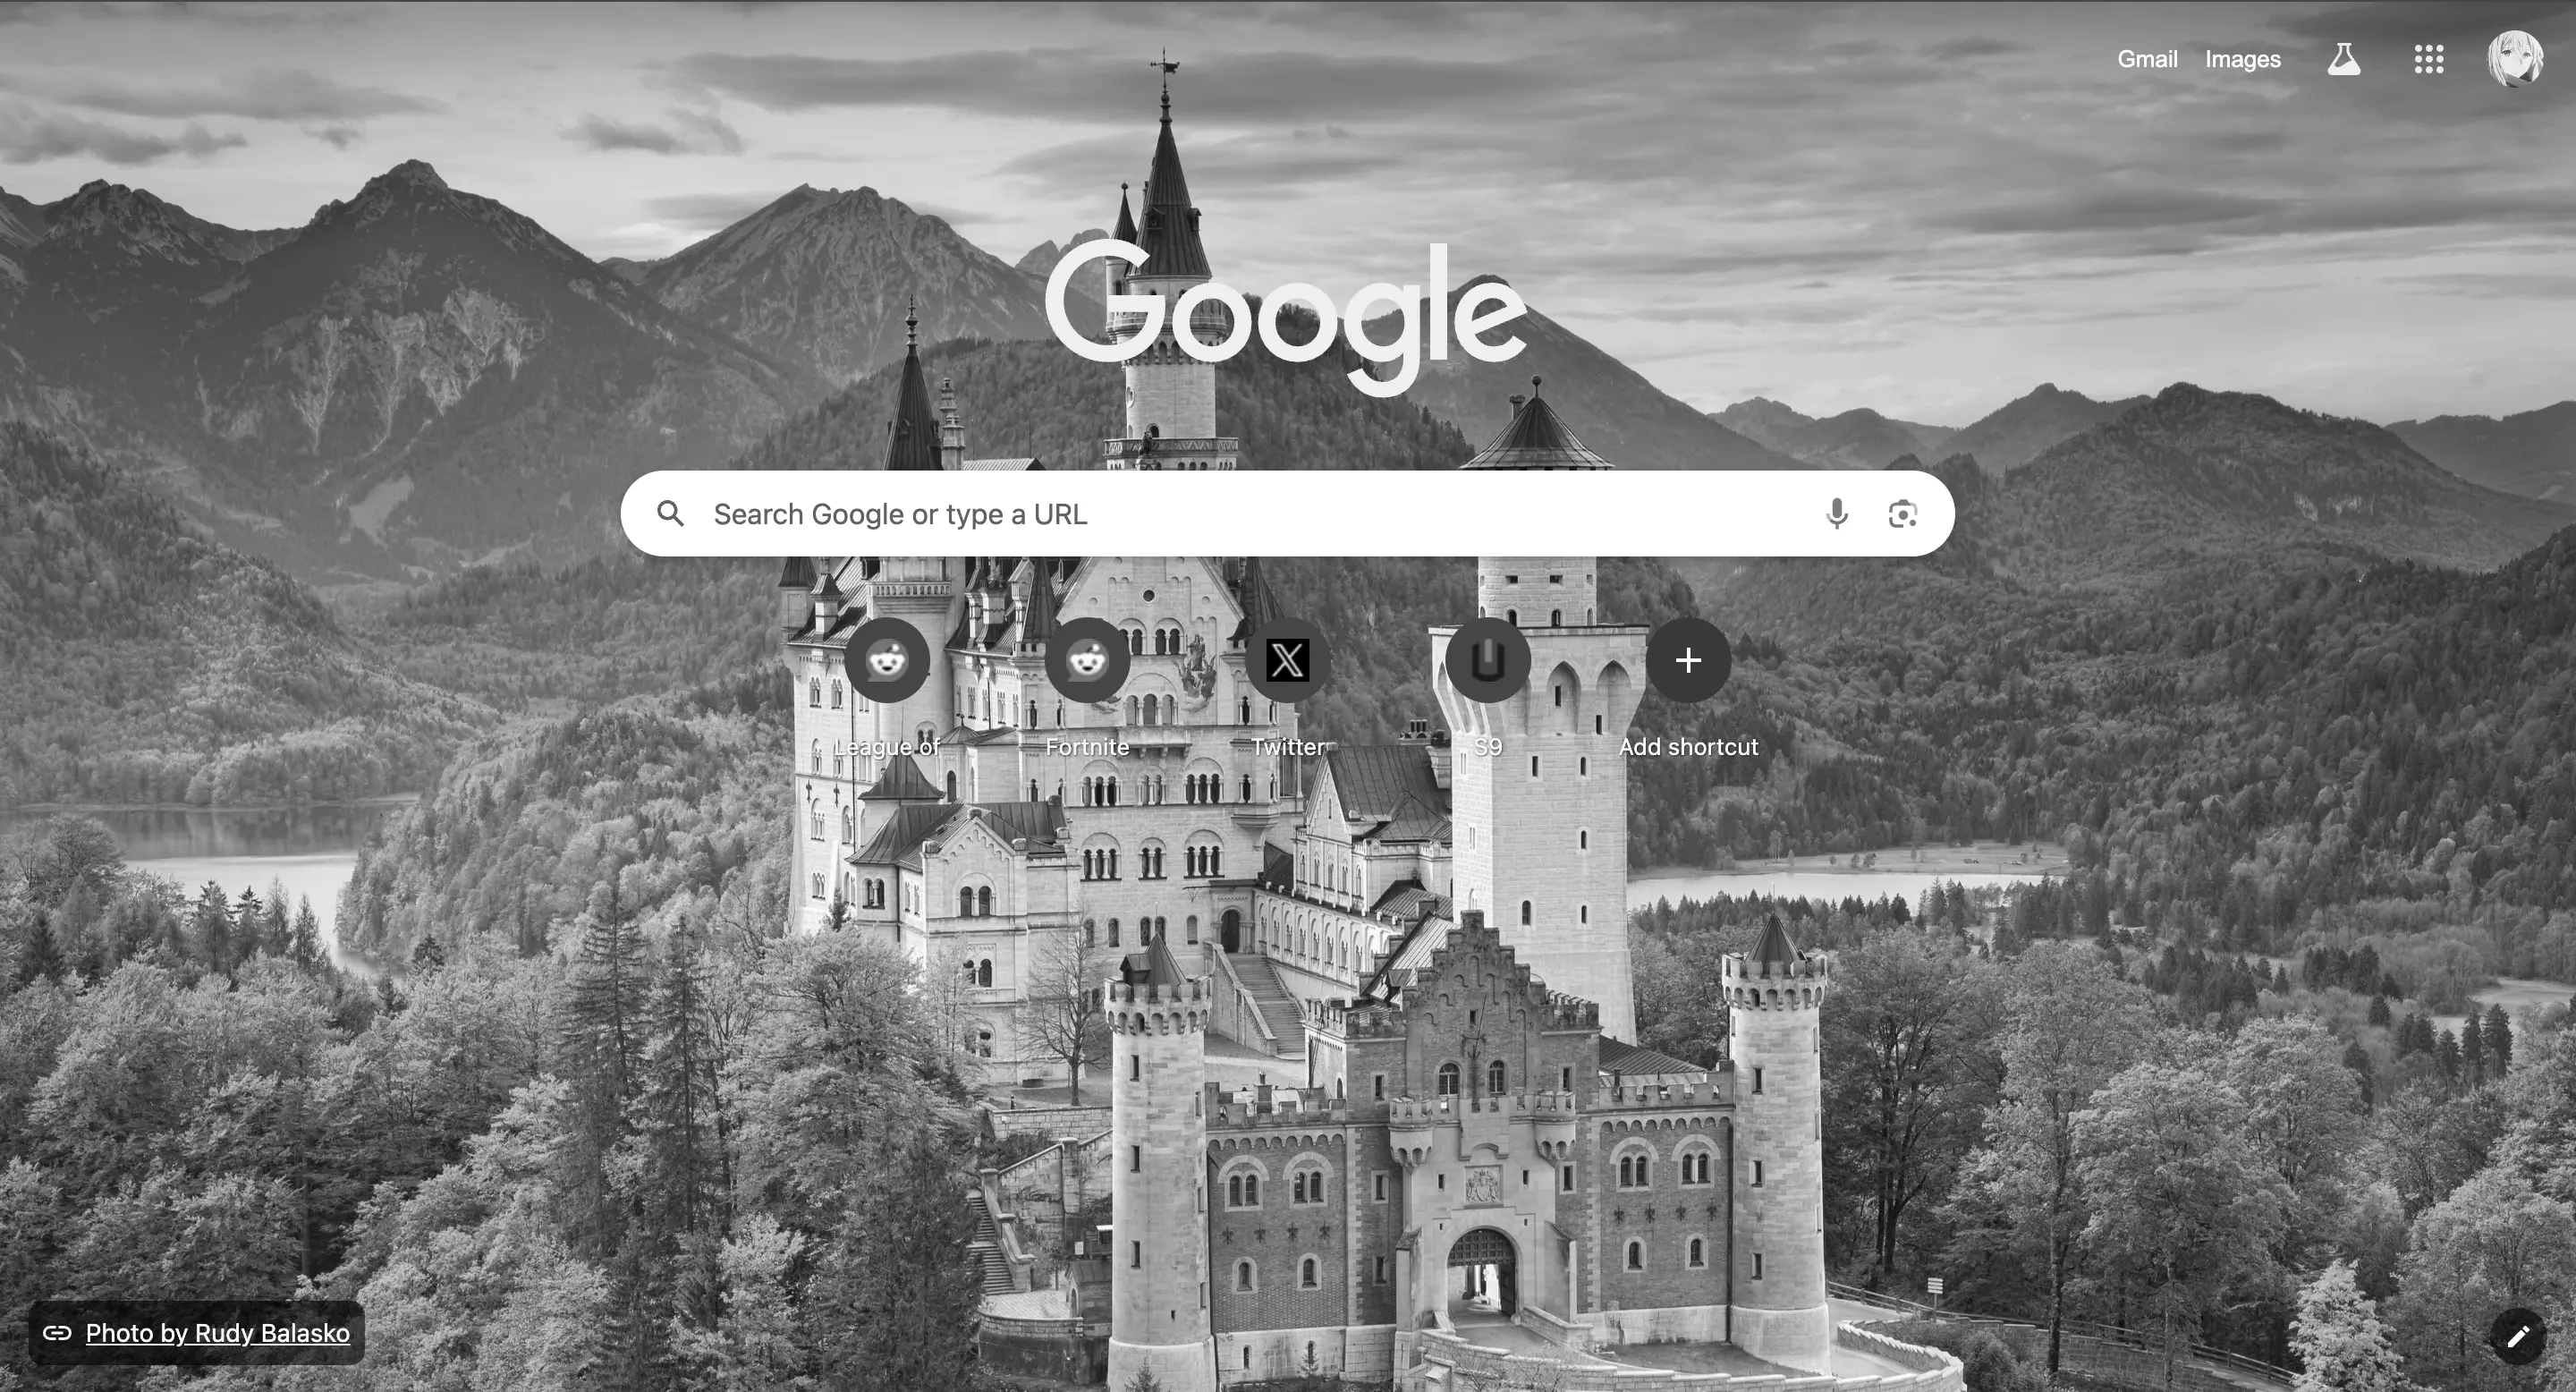 Gmail Images
Google
Search Google or type a URL
League of
Fortnite
Twitter
S9
Add shortcut
Photo by Rudy Balasko